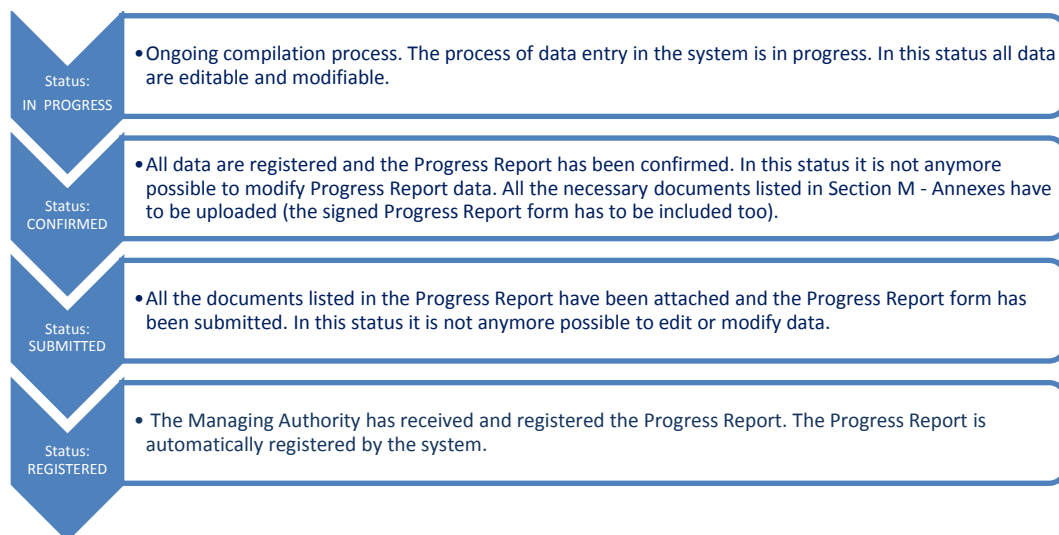 Status:
IN PROGRESS
•Ongoing compilation process. The process of data entry in the system is in progress. In this status all data
are editable and modifiable.
Status:
CONFIRMED
•All data are registered and the Progress Report has been confirmed. In this status it is not anymore
possible to modify Progress Report data. All the necessary documents listed in Section M - Annexes have
to be uploaded (the signed Progress Report form has to be included too).
Status:
SUBMITTED
•All the documents listed in the Progress Report have been attached and the Progress Report form has
been submitted. In this status it is not anymore possible to edit or modify data.
Status:
REGISTERED
• The Managing Authority has received and registered the Progress Report. The Progress Report is
automatically registered by the system.